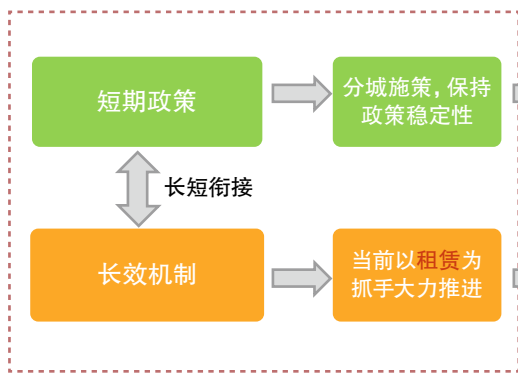 短期政策
分城施策，保持
政策稳定性
长短衔接
长效机制
当前以租赁为
抓手大力推进